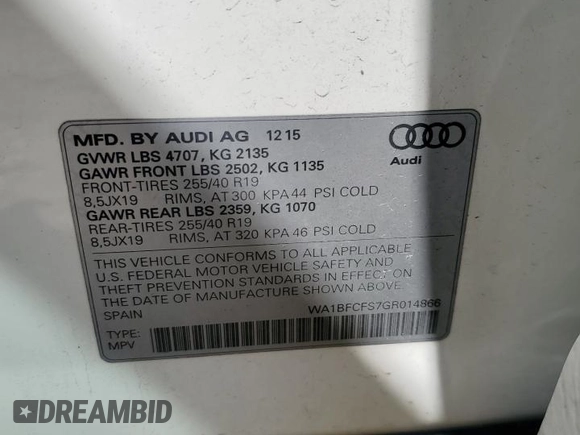 MFD. BY AUDI AG 12 15
GVWR LBS 4707, KG 2135
GAWR FRONT LBS 2502, KG 1135
FRONT-TIRES 255/40 R19
8,5JX19 RIMS, AT 300 KPA 44 PSI COLD
GAWR REAR LBS 2359, KG 1070
REAR-TIRES 255/40 R19
8,5JX19 RIMS, AT 320 KPA 46 PSI COLD
Audi
THIS VEHICLE CONFORMS TO ALL APPLICABLE
U.S. FEDERAL MOTOR VEHICLE SAFETY AND
THEFT PREVENTION STANDARDS IN EFFECT ON
THE DATE OF MANUFACTURE SHOWN ABOVE.
SPAIN
WA1BFCFS7GR014866
TYPE:
MPV
DREAMBID